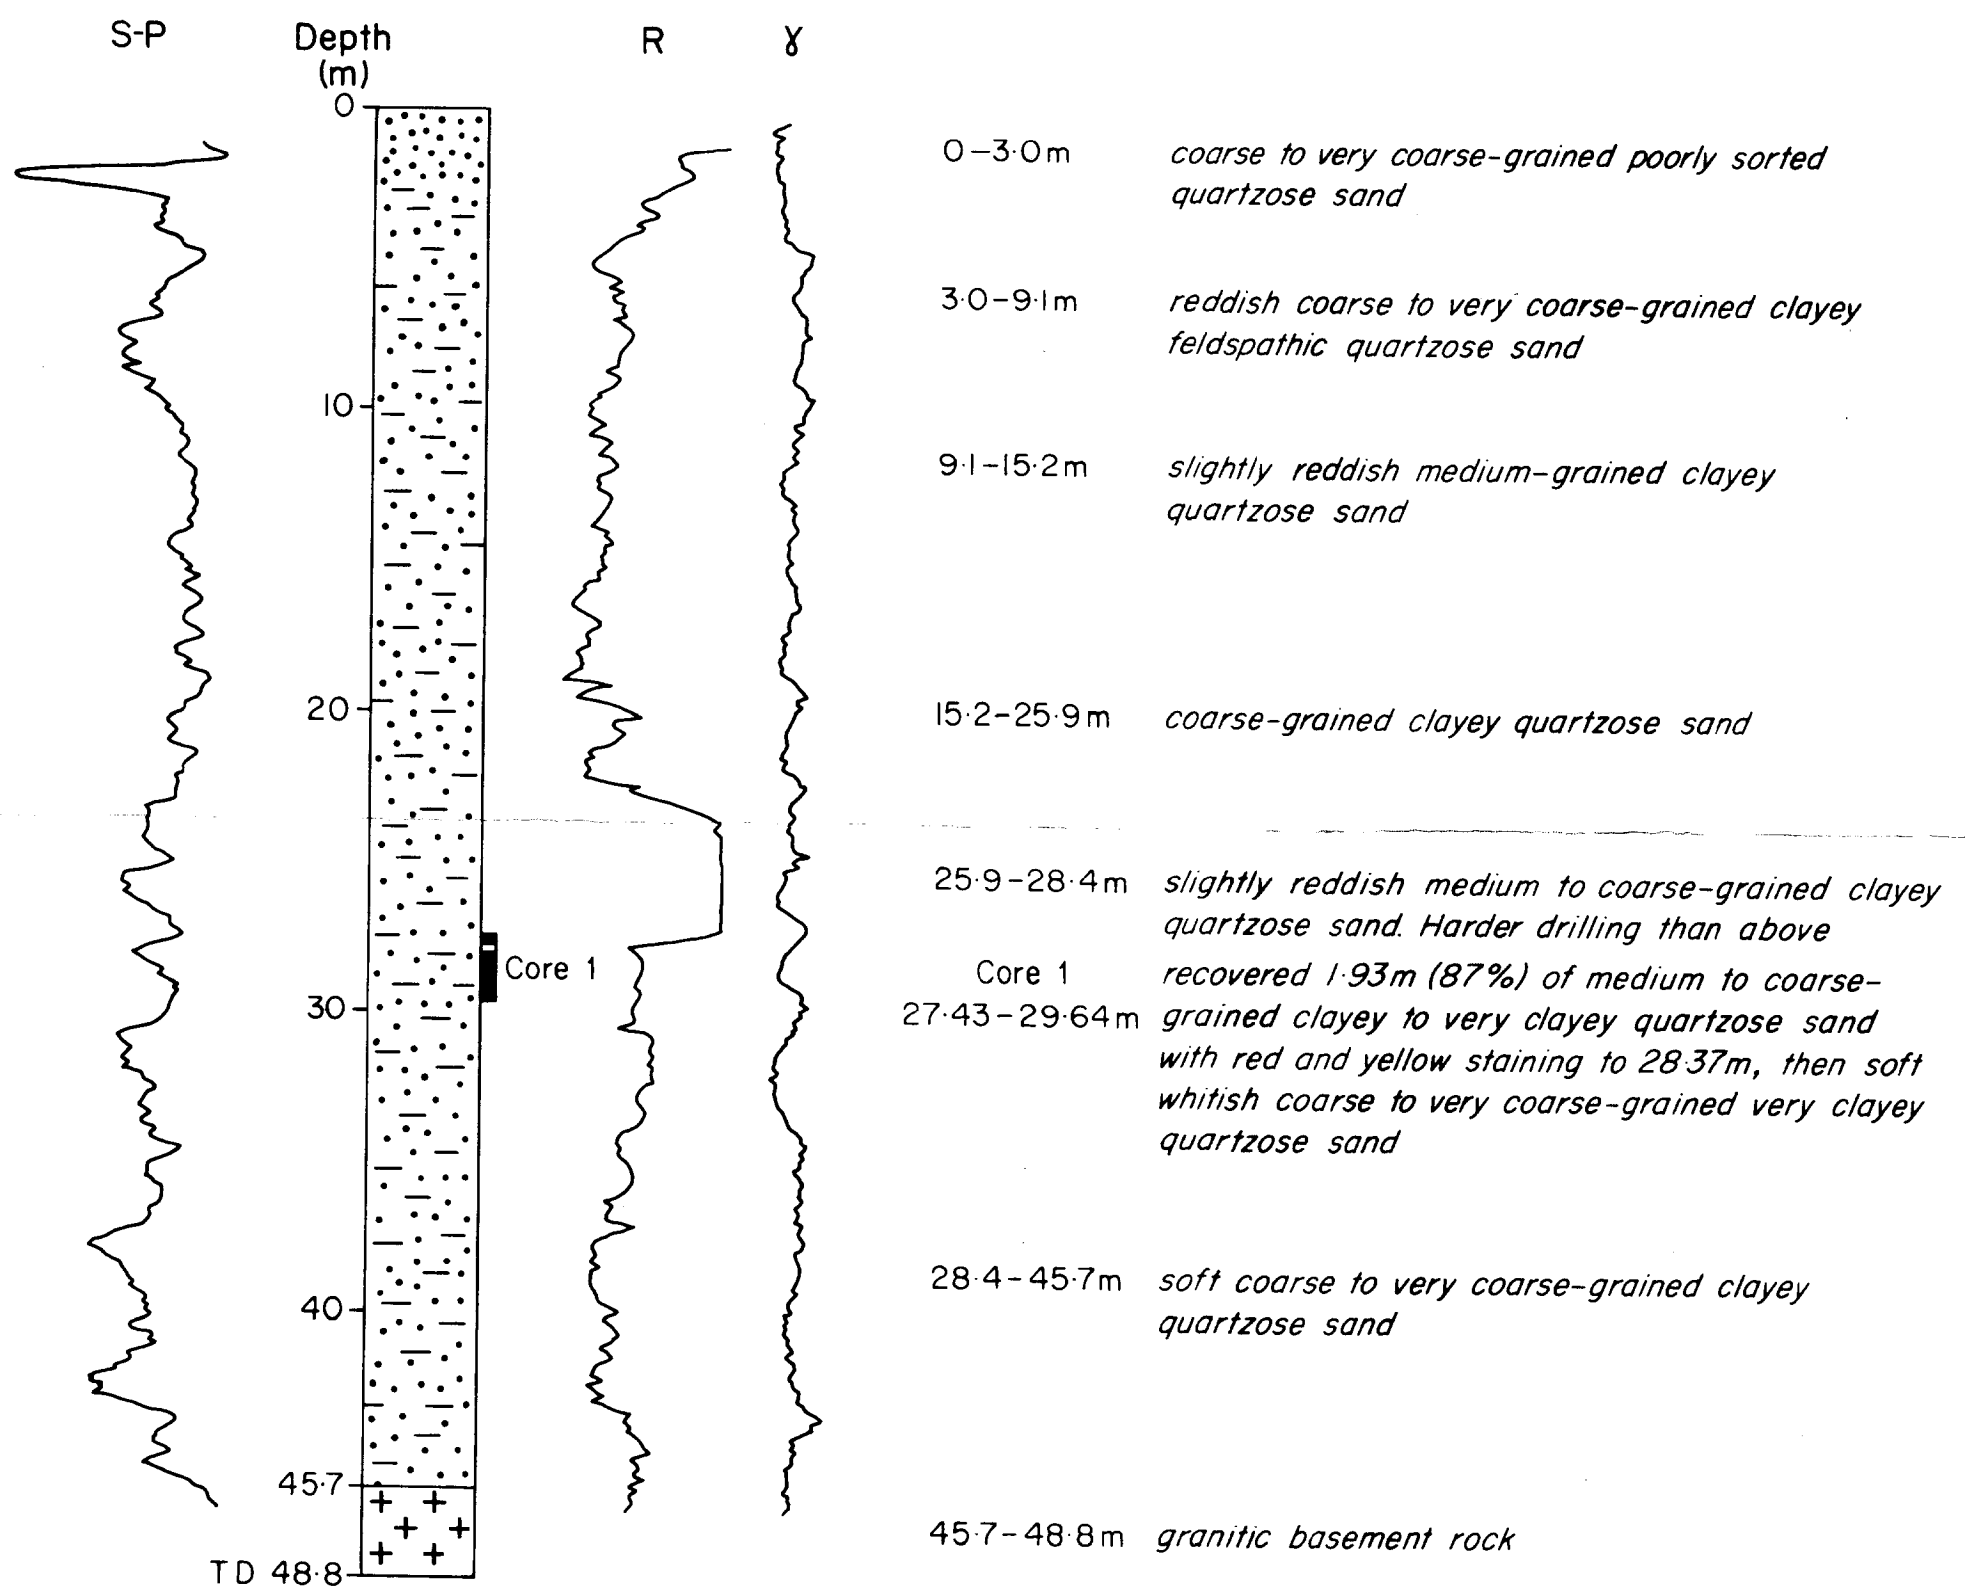 S-P
Depth
(m)
R
γ
0
10
20
30
40
45·7
TD 48·8
Core 1
0-3·0m
coarse to very coarse-grained poorly sorted
quartzose sand
3·0-9·1m
reddish coarse to very coarse-grained clayey
feldspathic quartzose sand
9·1-15·2m
slightly reddish medium-grained clayey
quartzose sand
15·2-25·9m
coarse-grained clayey quartzose sand
25·9-28·4m
slightly reddish medium to coarse-grained clayey
quartzose sand. Harder drilling than above
Core 1
27·43-29·64m
recovered 1·93m (87%) of medium to coarse-
grained clayey to very clayey quartzose sand
with red and yellow staining to 28·37m, then soft
whitish coarse to very coarse-grained very clayey
quartzose sand
28·4-45·7m
soft coarse to very coarse-grained clayey
quartzose sand
45·7-48·8m
granitic basement rock